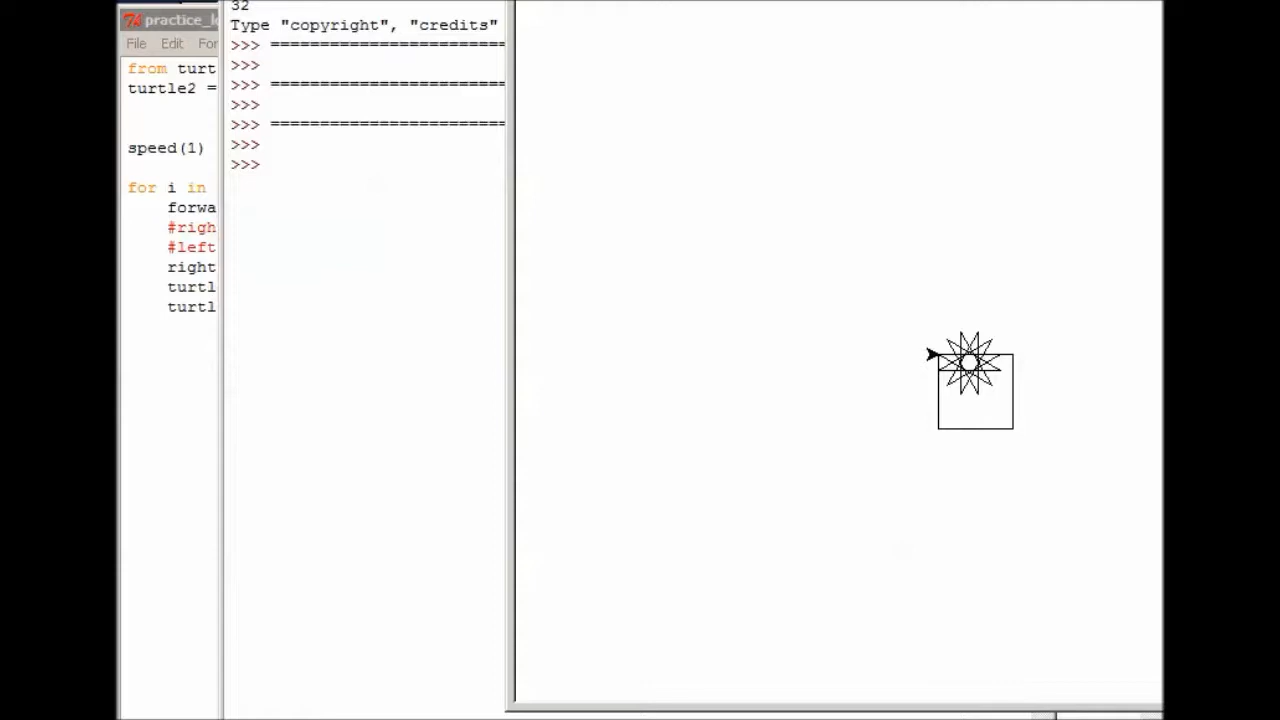 practice_l
File Edit For
from turt
turtle2 =
speed(1)
for i in
forwa
#righ
#left
right
turtl
turtl
32
Type "copyright", "credits"
>>> ========================
>>>
>>> ========================
>>>
>>> ========================
>>>
>>>